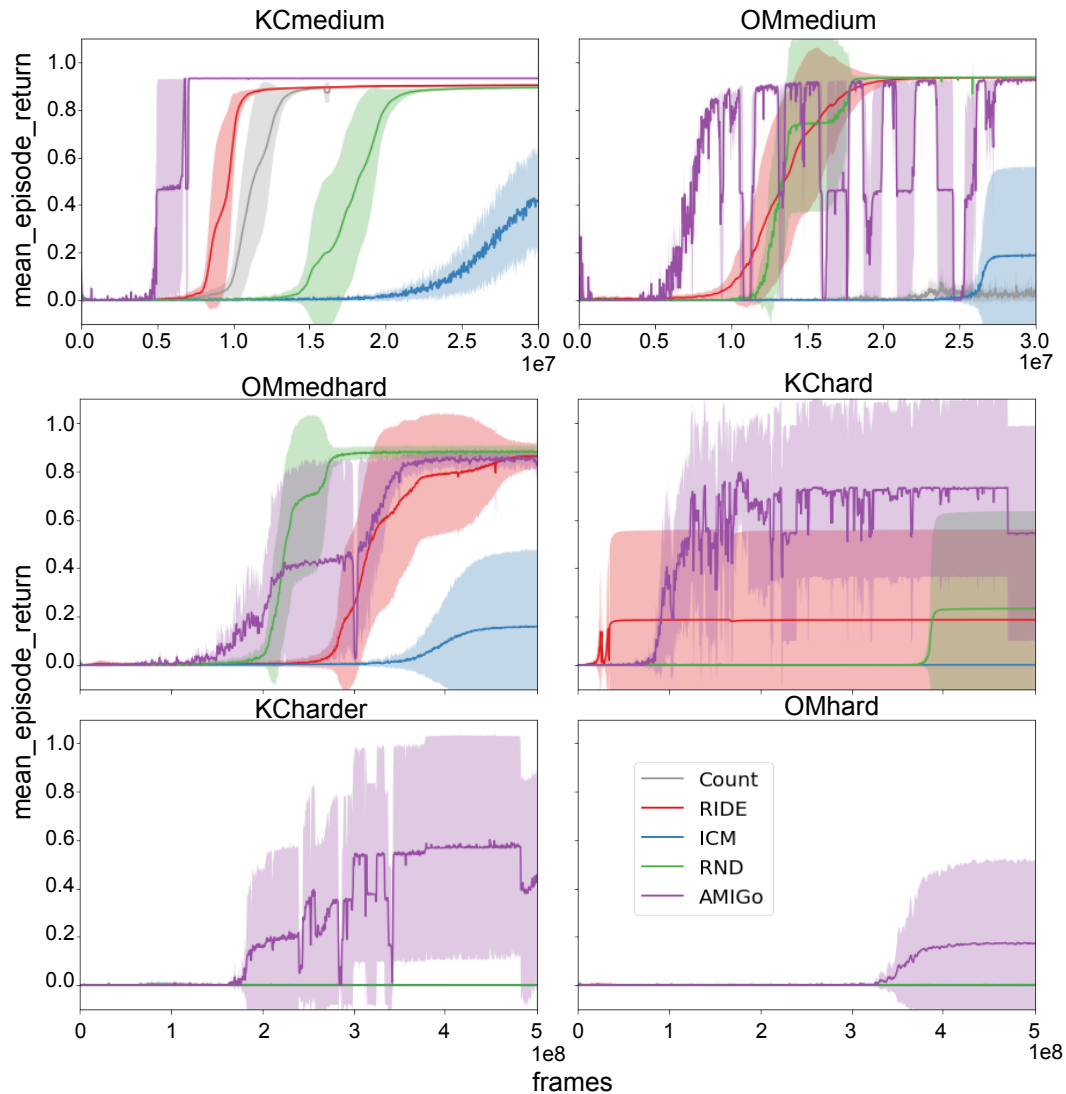 KCmedium
OMmedium
mean_episode_return
1.0
0.8
0.6
0.4
0.2
0.0
0.0 0.5 1.0 1.5 2.0 2.5 3.0
1e7
0.0 0.5 1.0 1.5 2.0 2.5 3.0
1e7
OMmedhard
KChard
mean_episode_return
1.0
0.8
0.6
0.4
0.2
0.0
KCharder
OMhard
1.0
0.8
0.6
0.4
0.2
0.0
Count
RIDE
ICM
RND
AMIGo
0 1 2 3 4 5
1e8
0 1 2 3 4 5
1e8
frames